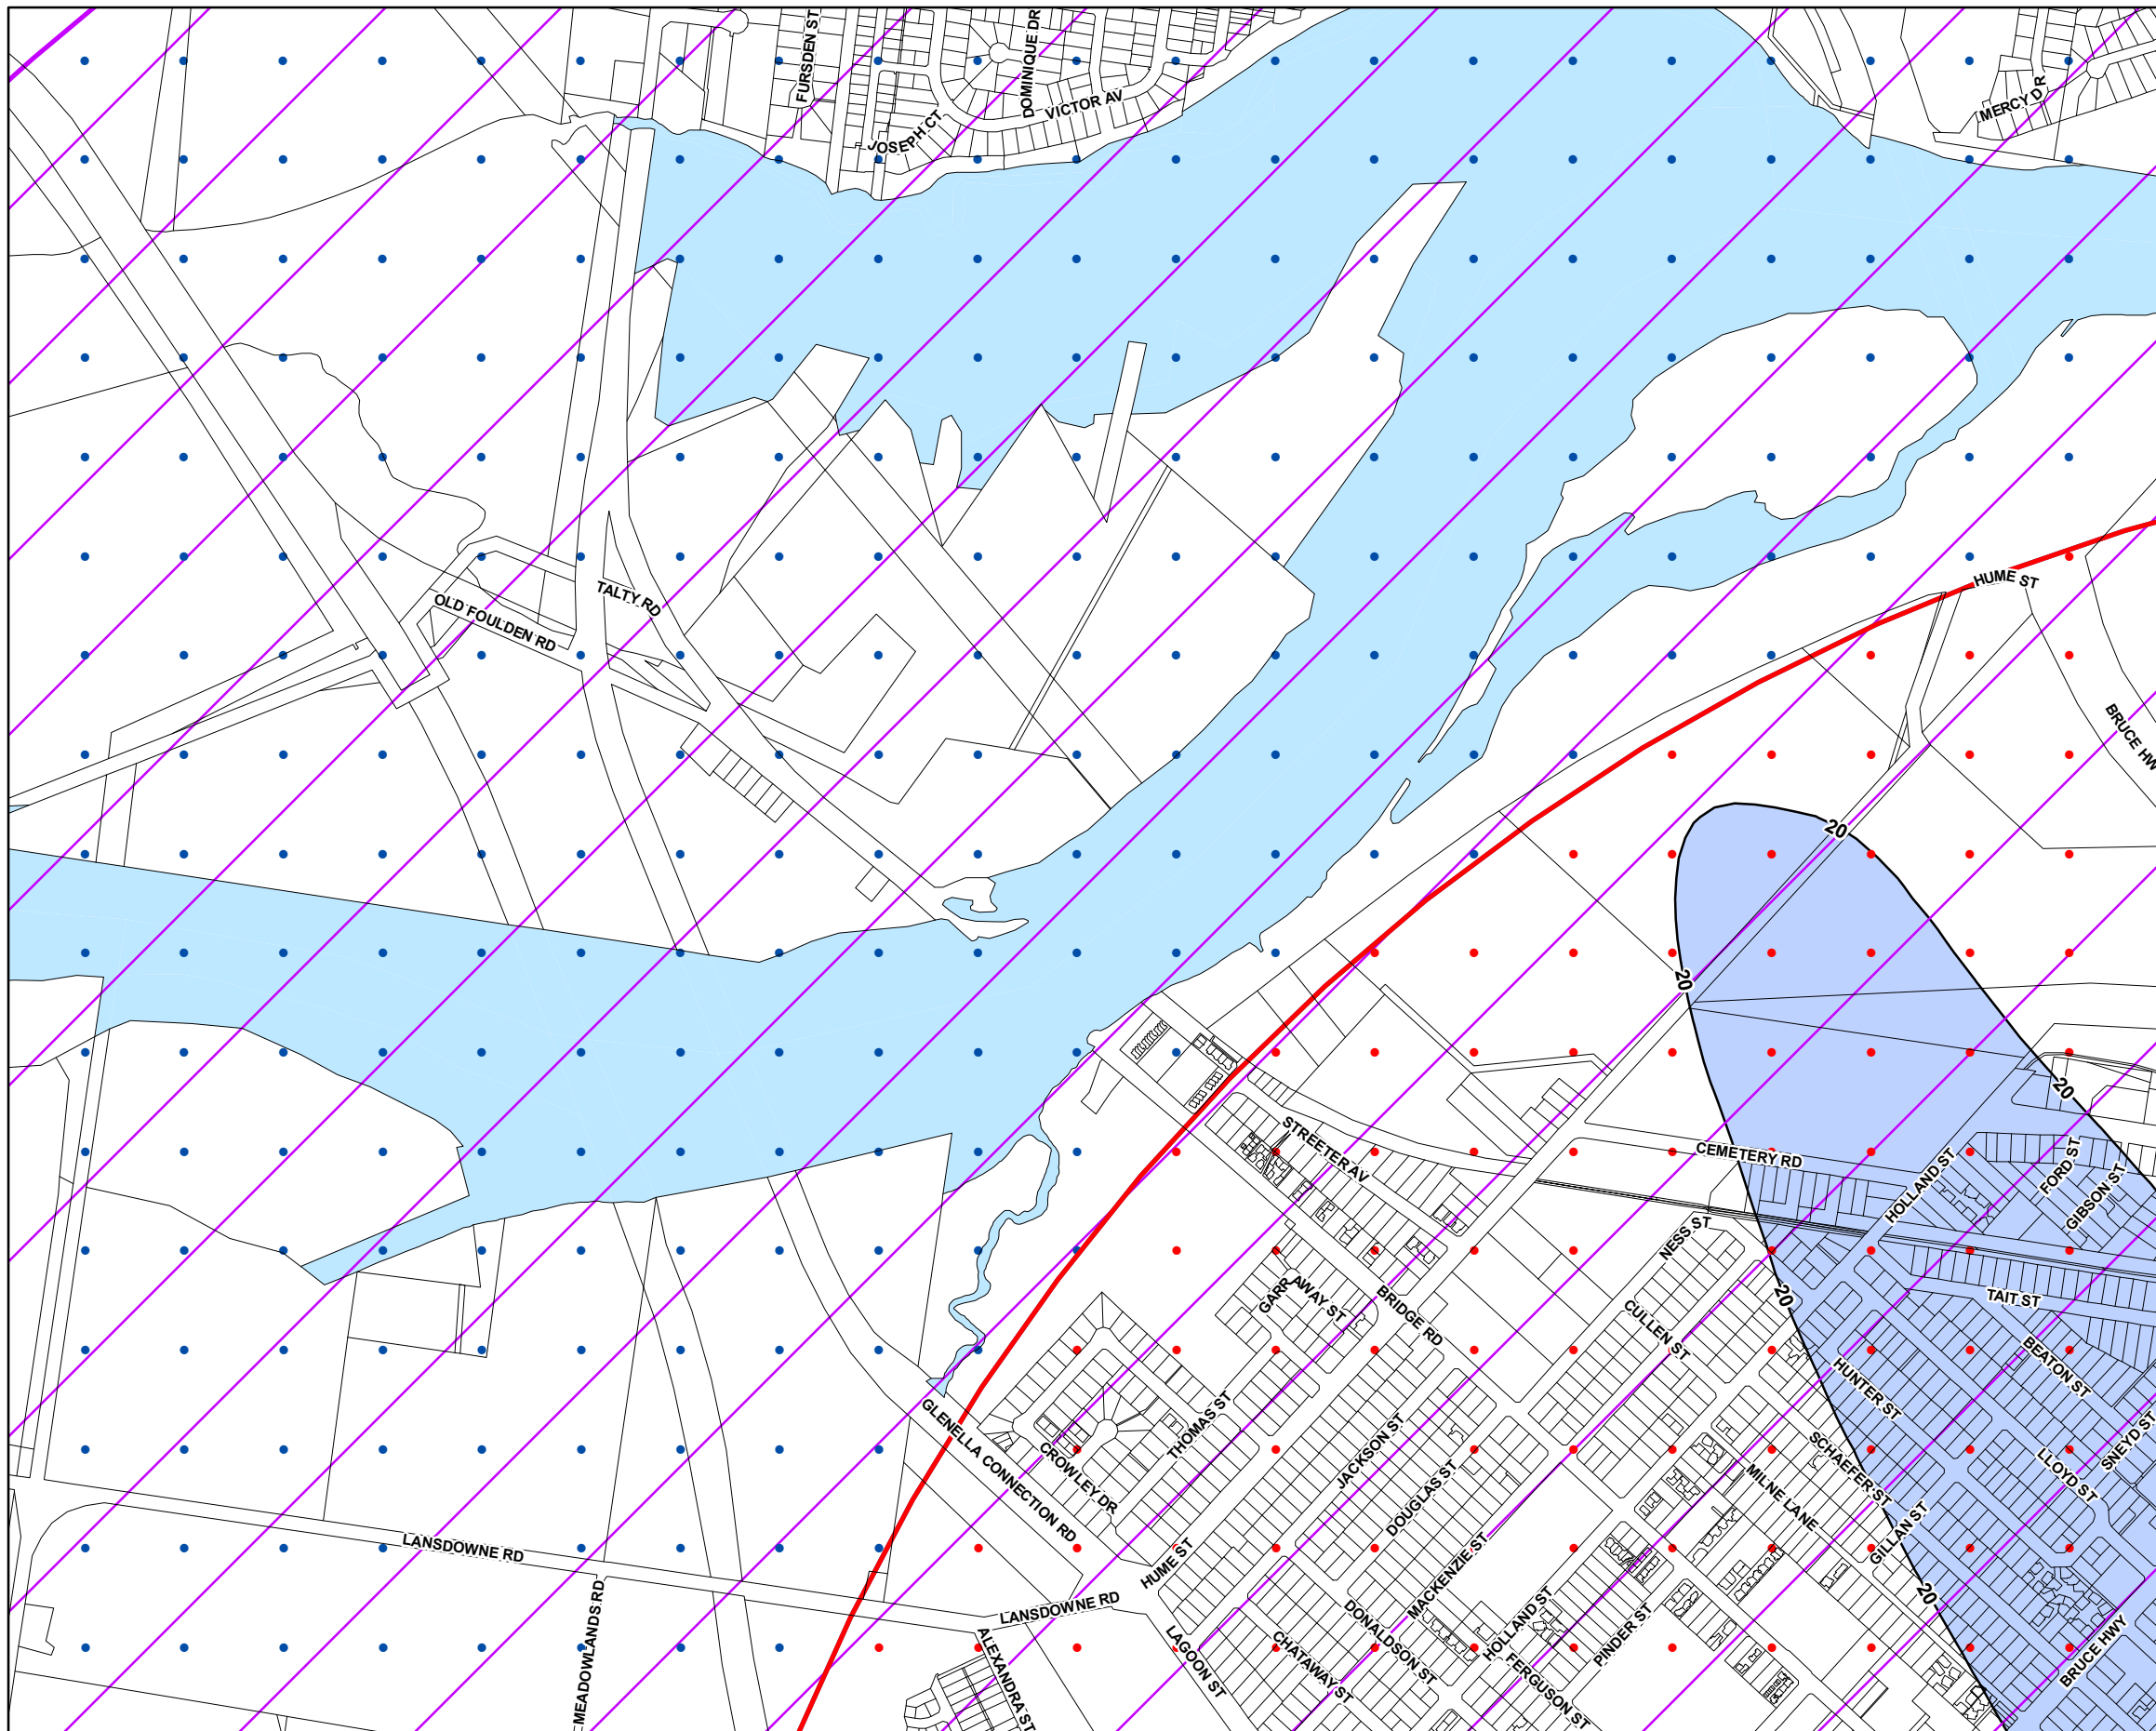 FURSDEN ST
DOMINIQUE DR
VICTOR AV
JOSEPH CT
MERCY DR
OLD FOULDEN RD
TALTY RD
HUME ST
BRUCE HW
20
20
20
STREETER AV
CEMETERY RD
HOLLAND ST
FORD ST
GIBSON ST
NESS ST
GARRAWAY ST
BRIDGE RD
CULLEN ST
20
TAIT ST
BEATON ST
HUNTER ST
GLENELLA CONNECTION RD
CROWLEY DR
THOMAS ST
JACKSON ST
DOUGLAS ST
SCHAEFER ST
MILNE LANE
LLOYD ST
SNEYD ST
GILLAN ST
LANSDOWNE RD
HUME ST
MACKENZIE ST
MEADOWLANDS RD
LANSDOWNE RD
ALEXANDRA ST
LAGOON ST
CHATAWAY ST
DONALDSON ST
HOLLAND ST
FERGUSON ST
PINDER ST
20
BRUCE HWY